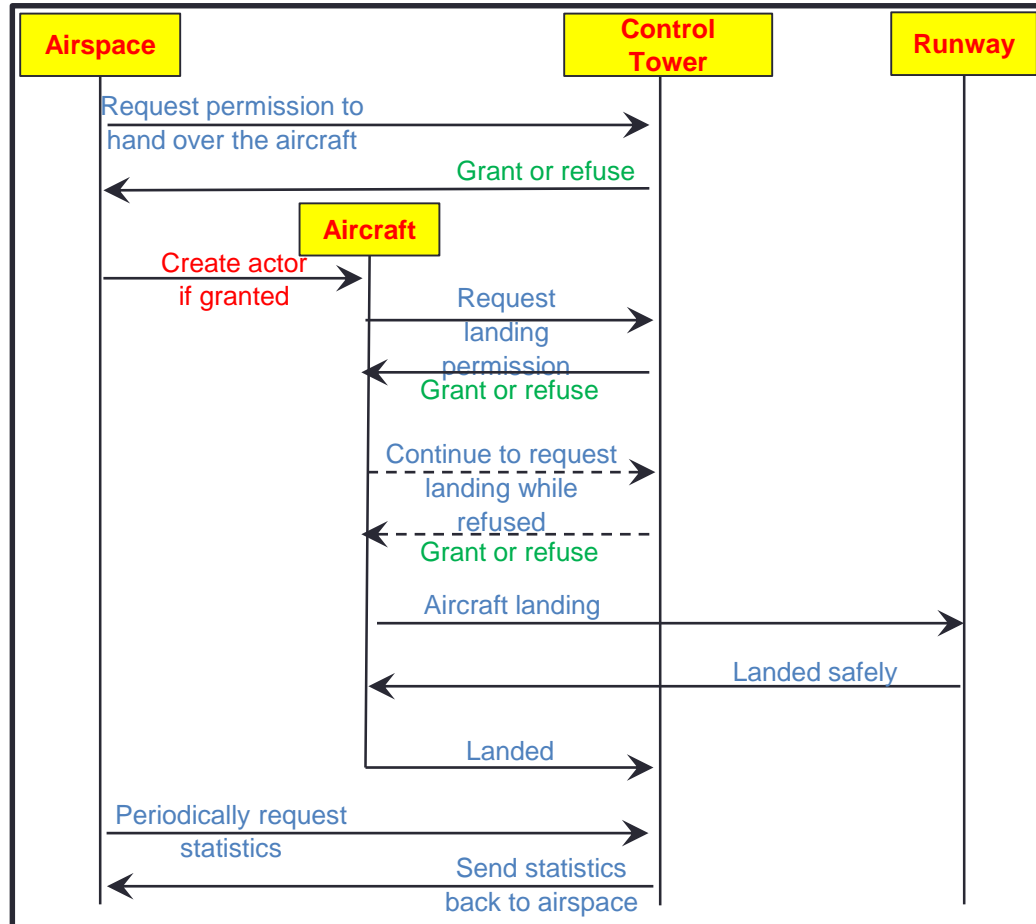 Airspace
Control
Tower
Runway
Request permission to
hand over the aircraft
Grant or refuse
Aircraft
Create actor
if granted
Request
landing
permission
Grant or refuse
Continue to request
landing while
refused
Grant or refuse
Aircraft landing
Landed safely
Landed
Periodically request
statistics
Send statistics
back to airspace